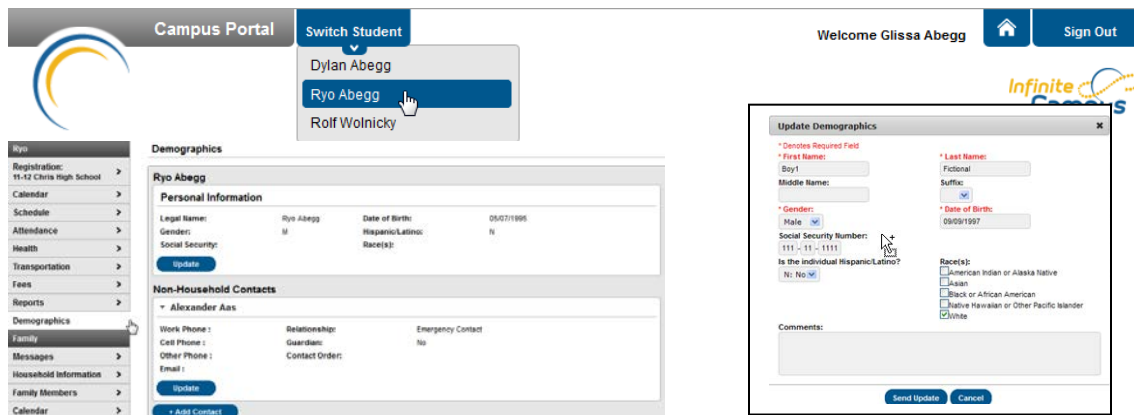 Campus Portal
Switch Student
Welcome Glissa Abegg
Sign Out
Dylan Abegg
Ryo Abegg
Rolf Wolnicky
Infinite
Campus
Ryo
Registration:
11-12 Chris High School
Calendar
Schedule
Attendance
Health
Transportation
Fees
Reports
Demographics
Family
Messages
Household Information
Family Members
Calendar
Demographics
Ryo Abegg
Personal Information
Legal Name: Ryo Abegg Date of Birth: 05/07/1995
Gender: M Hispanic/Latino: N
Social Security: Race(s):
Update
Non-Household Contacts
Alexander Aas
Work Phone : Relationship: Emergency Contact
Cell Phone : Guardian: No
Other Phone : Contact Order:
Email :
Update
+ Add Contact
Update Demographics
* Denotes Required Field
* First Name: * Last Name:
Boy1 Fictional
Middle Name: Suffix:
* Gender: * Date of Birth:
Male 09/09/1997
Social Security Number:
111 - 11 - 1111
Is the individual Hispanic/Latino? Race(s):
N: No American Indian or Alaska Native
Asian
Black or African American
Native Hawaiian or Other Pacific Islander
White
Comments:
Send Update Cancel